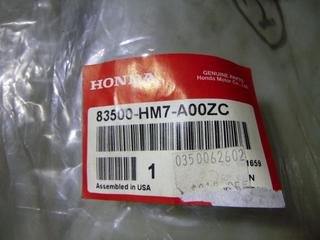 HONDA
GENUINE PARTS
Honda Motor Co., Ltd.
83500-HM7-A00ZC
1
0350062602
1659
Assembled in USA